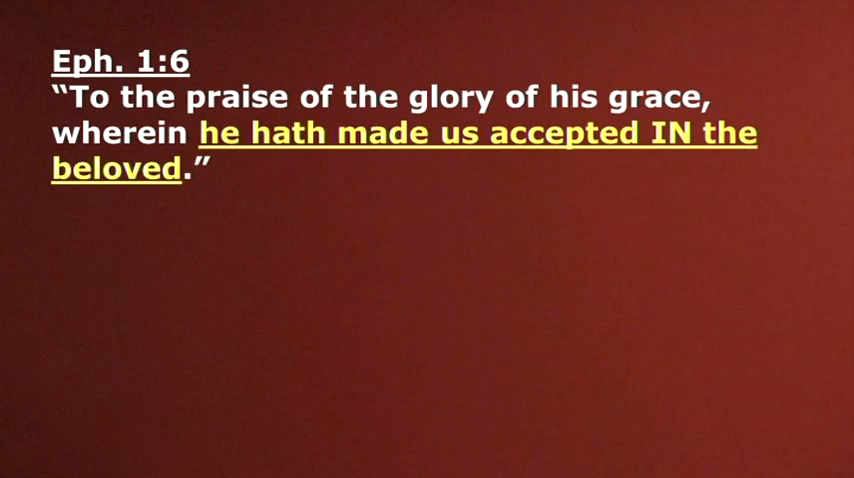 Eph. 1:6
“To the praise of the glory of his grace,
wherein he hath made us accepted IN the
beloved.”